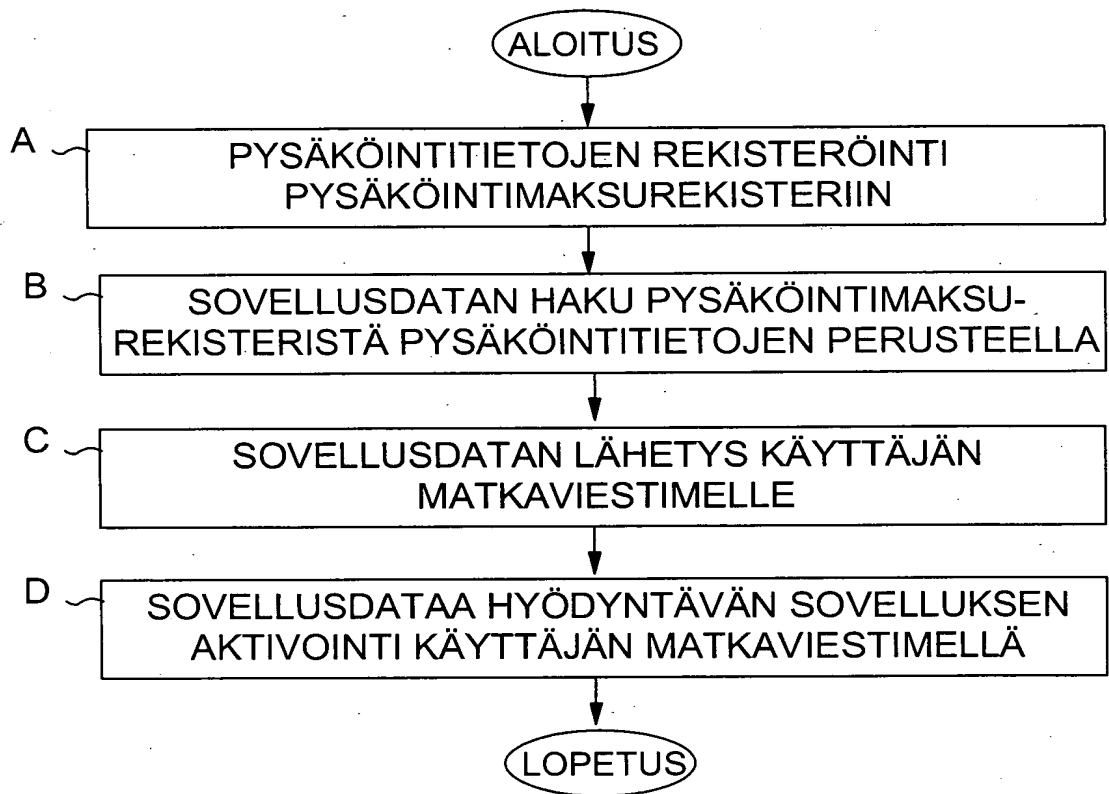 ALOITUS
A
PYSÄKÖINTITIETOJEN REKISTERÖINTI
PYSÄKÖINTIMAKSUREKISTERIIN
B
SOVELLUSDATAN HAKU PYSÄKÖINTIMAKSU-
REKISTERISTÄ PYSÄKÖINTITIETOJEN PERUSTEELLA
C
SOVELLUSDATAN LÄHETYS KÄYTTÄJÄN
MATKAVIESTIMELLE
D
SOVELLUSDATAA HYÖDYNTÄVÄN SOVELLUKSEN
AKTIVOINTI KÄYTTÄJÄN MATKAVIESTIMELLÄ
LOPETUS